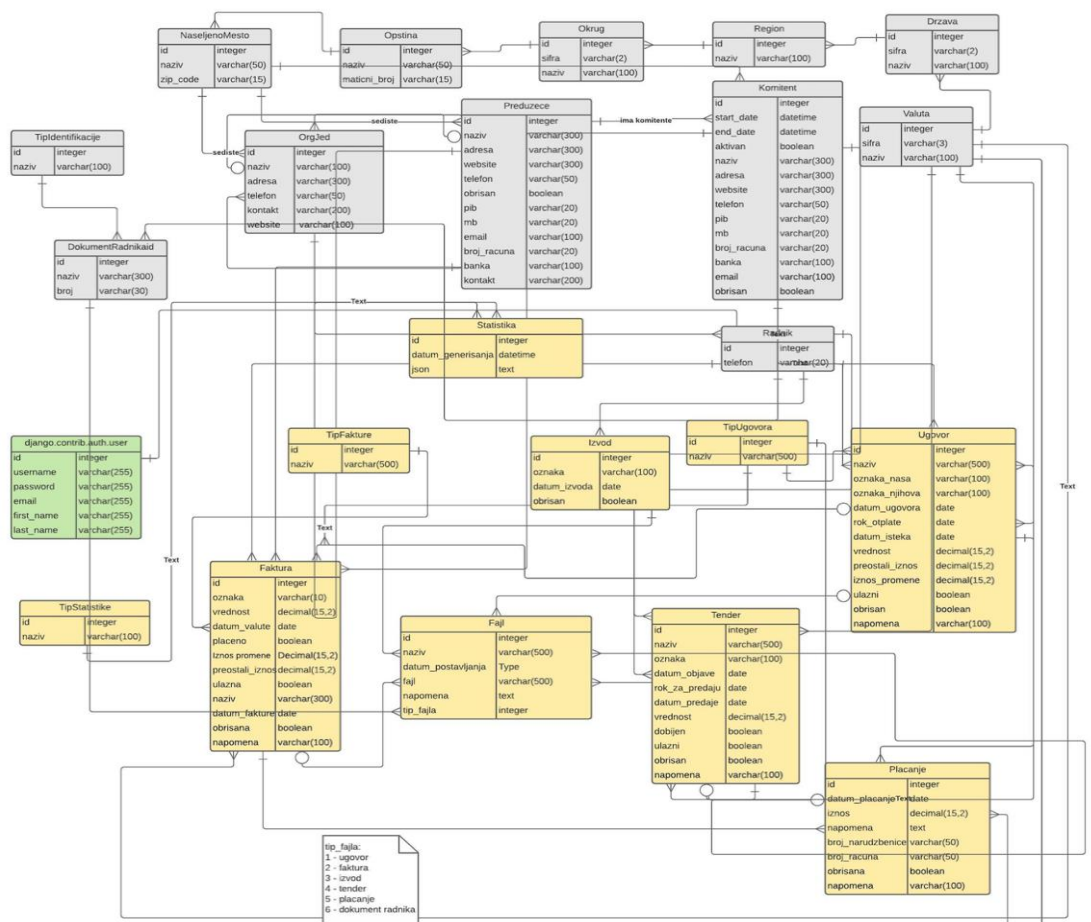 NaseljenoMesto
id integer
naziv varchar(50)
zip_code varchar(15)
Opstina
id integer
naziv varchar(50)
maticni_broj varchar(15)
Okrug
id integer
sifra varchar(2)
naziv varchar(100)
Region
id integer
naziv varchar(100)
Drzava
id integer
sifra varchar(2)
naziv varchar(100)
TipIdentifikacije
id integer
naziv varchar(100)
OrgJed
id integer
naziv varchar(100)
adresa varchar(300)
telefon varchar(50)
kontakt varchar(200)
website varchar(100)
sediste
sediste
Preduzece
id integer
naziv varchar(300)
adresa varchar(300)
website varchar(300)
telefon varchar(50)
obrisan boolean
pib varchar(20)
mb varchar(20)
email varchar(100)
broj_racuna varchar(20)
banka varchar(100)
kontakt varchar(200)
ima komitente
Komitent
id integer
start_date datetime
end_date datetime
aktivan boolean
naziv varchar(300)
adresa varchar(300)
website varchar(300)
telefon varchar(50)
pib varchar(20)
mb varchar(20)
broj_racuna varchar(20)
banka varchar(100)
email varchar(100)
obrisan boolean
Valuta
id integer
sifra varchar(3)
naziv varchar(100)
DokumentRadnikaid
id integer
naziv varchar(300)
broj varchar(30)
Text
Statistika
id integer
datum_generisanja datetime
json text
Radnik
id integer
telefon varchar(20)
django.contrib.auth.user
id integer
username varchar(255)
password varchar(255)
email varchar(255)
first_name varchar(255)
last_name varchar(255)
TipFakture
id integer
naziv varchar(500)
Izvod
id integer
oznaka varchar(100)
datum_izvoda date
obrisan boolean
TipUgovora
id integer
naziv varchar(500)
Ugovor
id integer
naziv varchar(500)
oznaka_nasa varchar(100)
oznaka_njihova varchar(100)
datum_ugovora date
rok_otplate date
datum_isteka date
vrednost decimal(15,2)
preostali_iznos decimal(15,2)
iznos_promene decimal(15,2)
ulazni boolean
obrisan boolean
napomena varchar(100)
Text
Text
Text
TipStatistike
id integer
naziv varchar(100)
Faktura
id integer
oznaka varchar(10)
vrednost decimal(15,2)
datum_valute date
placeno boolean
Iznos promene Decimal(15,2)
preostali_iznos decimal(15,2)
ulazna boolean
naziv varchar(300)
datum_fakture date
obrisana boolean
napomena varchar(100)
Fajl
id integer
naziv varchar(500)
datum_postavljanja Type
fajl varchar(500)
napomena text
tip_fajla integer
Tender
id integer
naziv varchar(500)
oznaka varchar(100)
datum_objave date
rok_za_predaju date
datum_predaje date
vrednost decimal(15,2)
dobijen boolean
ulazni boolean
obrisan boolean
napomena varchar(100)
Placanje
id integer
datum_placanje Text date
iznos decimal(15,2)
napomena text
broj_narudzbenice varchar(50)
broj_racuna varchar(50)
obrisana boolean
napomena varchar(100)
tip_fajla:
1 - ugovor
2 - faktura
3 - izvod
4 - tender
5 - placanje
6 - dokument radnika